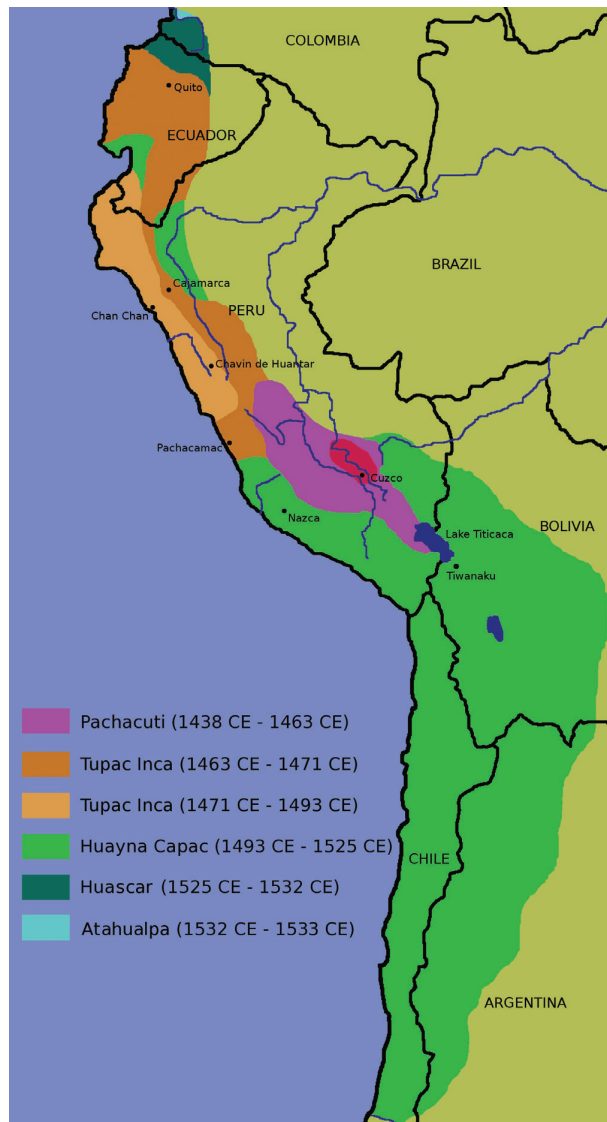 COLOMBIA
Quito
ECUADOR
BRAZIL
Cajamarca
PERU
Chan Chan
Chavin de Huantar
Pachacamac
Cuzco
Nazca
BOLIVIA
Lake Titicaca
Tiwanaku
Pachacuti (1438 CE - 1463 CE)
Tupac Inca (1463 CE - 1471 CE)
Tupac Inca (1471 CE - 1493 CE)
Huayna Capac (1493 CE - 1525 CE)
CHILE
Huascar (1525 CE - 1532 CE)
Atahualpa (1532 CE - 1533 CE)
ARGENTINA